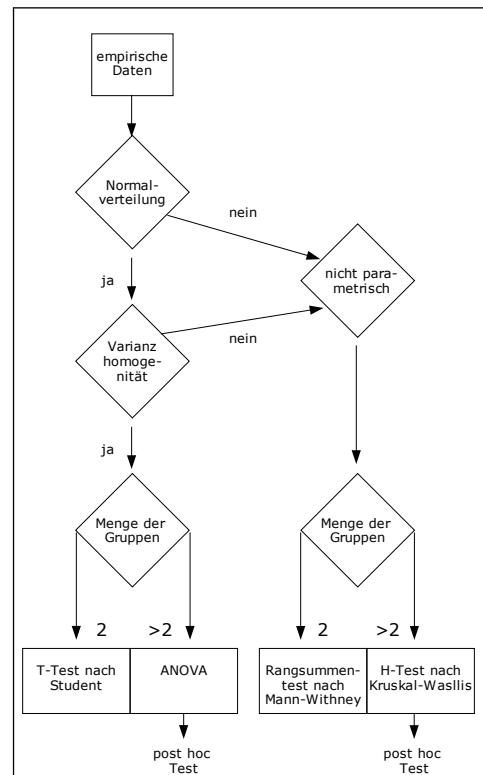 empirische
Daten
Normal-
verteilung
nein
nicht para-
metrisch
ja
Varianz
homoge-
nität
nein
ja
Menge der
Gruppen
Menge der
Gruppen
2
>2
2
>2
T-Test nach
Student
ANOVA
Rangsummen-
test nach
Mann-Withney
H-Test nach
Kruskal-Wasllis
post hoc
Test
post hoc
Test